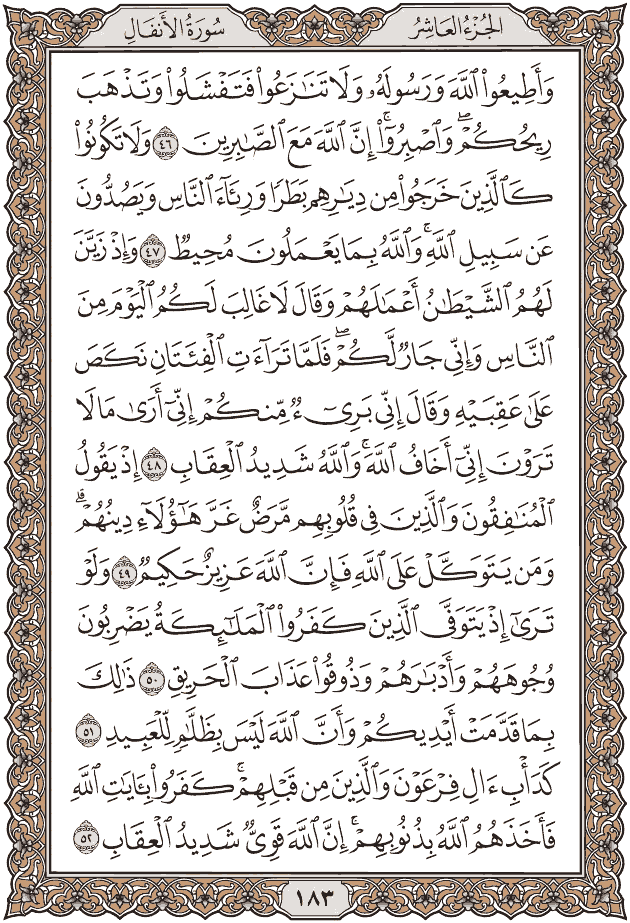 الجُزْءُ العَاشِرُ
سُورَةُ الأَنفَالِ
وَأَطِيعُوا۟ ٱللَّهَ وَرَسُولَهُۥ وَلَا تَنَٰزَعُوا۟ فَتَفْشَلُوا۟ وَتَذْهَبَ
رِيحُكُمْۖ وَٱصْبِرُوٓا۟ۚ إِنَّ ٱللَّهَ مَعَ ٱلصَّٰبِرِينَ ٤٦ وَلَا تَكُونُوا۟
كَٱلَّذِينَ خَرَجُوا۟ مِن دِيَٰرِهِم بَطَرًا وَرِئَآءَ ٱلنَّاسِ وَيَصُدُّونَ
عَن سَبِيلِ ٱللَّهِۚ وَٱللَّهُ بِمَا يَعْمَلُونَ مُحِيطٌ ٤٧ وَإِذْ زَيَّنَ
لَهُمُ ٱلشَّيْطَٰنُ أَعْمَٰلَهُمْ وَقَالَ لَا غَالِبَ لَكُمُ ٱلْيَوْمَ مِنَ
ٱلنَّاسِ وَإِنِّى جَارٌ لَّكُمْۖ فَلَمَّا تَرَآءَتِ ٱلْفِئَتَانِ نَكَصَ
عَلَىٰ عَقِبَيْهِ وَقَالَ إِنِّى بَرِىٓءٌ مِّنكُمْ إِنِّىٓ أَرَىٰ مَا لَا
تَرَوْنَ إِنِّىٓ أَخَافُ ٱللَّهَۚ وَٱللَّهُ شَدِيدُ ٱلْعِقَابِ ٤٨ إِذْ يَقُولُ
ٱلْمُنَٰفِقُونَ وَٱلَّذِينَ فِى قُلُوبِهِم مَّرَضٌ غَرَّ هَٰٓؤُلَآءِ دِينُهُمْۗ
وَمَن يَتَوَكَّلْ عَلَى ٱللَّهِ فَإِنَّ ٱللَّهَ عَزِيزٌ حَكِيمٌ ٤٩ وَلَوْ
تَرَىٰٓ إِذْ يَتَوَفَّى ٱلَّذِينَ كَفَرُوا۟ ٱلْمَلَٰٓئِكَةُ يَضْرِبُونَ
وُجُوهَهُمْ وَأَدْبَٰرَهُمْ وَذُوقُوا۟ عَذَابَ ٱلْحَرِيقِ ٥٠ ذَٰلِكَ
بِمَا قَدَّمَتْ أَيْدِيكُمْ وَأَنَّ ٱللَّهَ لَيْسَ بِظَلَّٰمٍ لِّلْعَبِيدِ ٥١
كَدَأْبِ ءَالِ فِرْعَوْنَ وَٱلَّذِينَ مِن قَبْلِهِمْۚ كَفَرُوا۟ بِـَٔايَٰتِ ٱللَّهِ
فَأَخَذَهُمُ ٱللَّهُ بِذُنُوبِهِمْۚ إِنَّ ٱللَّهَ قَوِىٌّ شَدِيدُ ٱلْعِقَابِ ٥٢
١٨٣